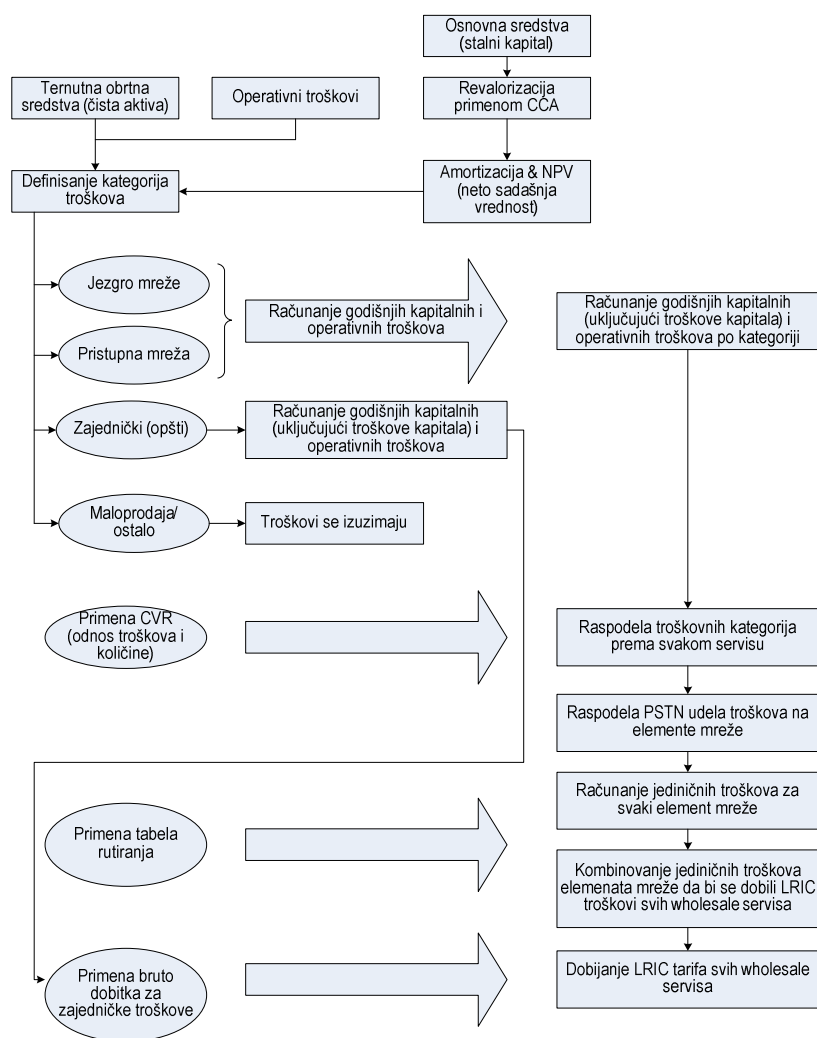 Osnovna sredstva
(stalni kapital)
Ternutna obrtna
sredstva (čista aktiva)
Operativni troškovi
Revalorizacija
primenom CCA
Definisanje kategorija
troškova
Amortizacija & NPV
(neto sadašnja
vrednost)
Jezgro mreže
Pristupna mreža
Računanje godišnjih kapitalnih i
operativnih troškova
Računanje godišnjih kapitalnih
(uključujući troškove kapitala) i
operativnih troškova po kategoriji
Zajednički (opšti)
Računanje godišnjih kapitalnih
(uključujući troškove kapitala) i
operativnih troškova
Maloprodaja/
ostalo
Troškovi se izuzimaju
Primena CVR
(odnos troškova i
količine)
Raspodela troškovnih kategorija
prema svakom servisu
Raspodela PSTN udela troškova na
elemente mreže
Računanje jediničnih troškova za
svaki element mreže
Primena tabela
rutiranja
Kombinovanje jediničnih troškova
elemenata mreže da bi se dobili LRIC
troškovi svih wholesale servisa
Primena bruto
dobitka za
zajedničke troškove
Dobijanje LRIC tarifa svih wholesale
servisa